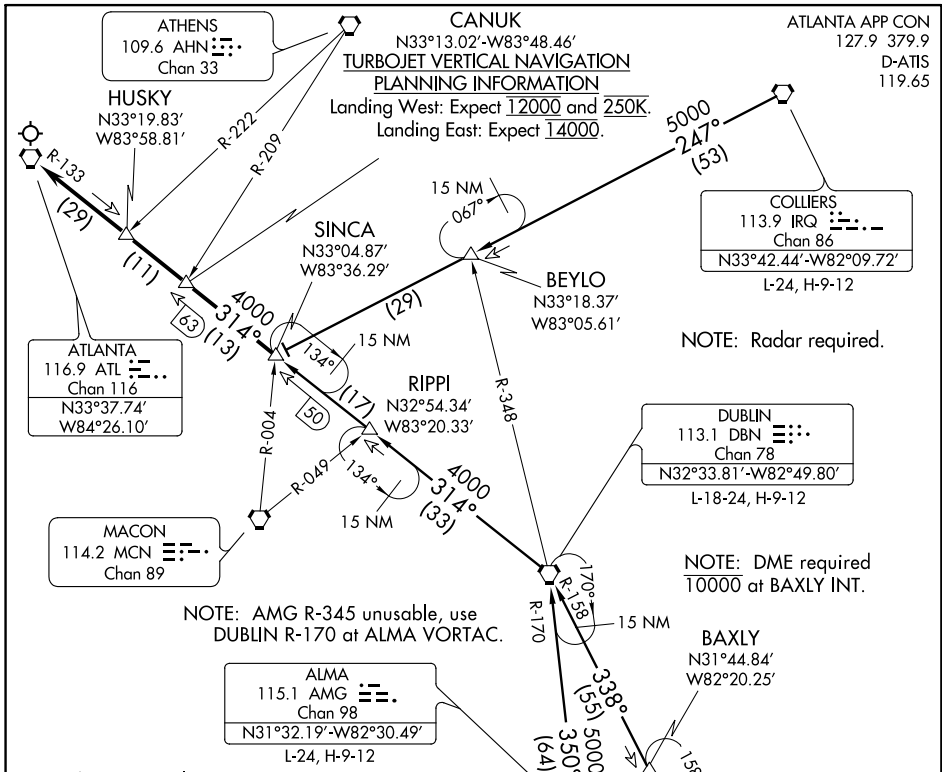 ATHENS
109.6 AHN
Chan 33
CANUK
N33°13.02'-W83°48.46'
TURBOJET VERTICAL NAVIGATION
PLANNING INFORMATION
Landing West: Expect 12000 and 250K.
Landing East: Expect 14000.
ATLANTA APP CON
127.9 379.9
D-ATIS
119.65
HUSKY
N33°19.83'
W83°58.81'
R-222
R-209
R-133
(29)
(11)
5000
247°
(53)
15 NM
067°
COLLIERS
113.9 IRQ
Chan 86
N33°42.44'-W82°09.72'
L-24, H-9-12
SINCA
N33°04.87'
W83°36.29'
BEYLO
N33°18.37'
W83°05.61'
(29)
4000
314°
(13)
63
134°
15 NM
NOTE: Radar required.
ATLANTA
116.9 ATL
Chan 116
N33°37.74'
W84°26.10'
RIPPI
N32°54.34'
W83°20.33'
(17)
50
R-348
R-004
R-049
134°
15 NM
4000
314°
(33)
DUBLIN
113.1 DBN
Chan 78
N32°33.81'-W82°49.80'
L-18-24, H-9-12
MACON
114.2 MCN
Chan 89
NOTE: DME required
10000 at BAXLY INT.
170°
R-158
R-170
15 NM
NOTE: AMG R-345 unusable, use
DUBLIN R-170 at ALMA VORTAC.
BAXLY
N31°44.84'
W82°20.25'
ALMA
115.1 AMG
Chan 98
N31°32.19'-W82°30.49'
L-24, H-9-12
338°
(55)
5000
350°
(64)